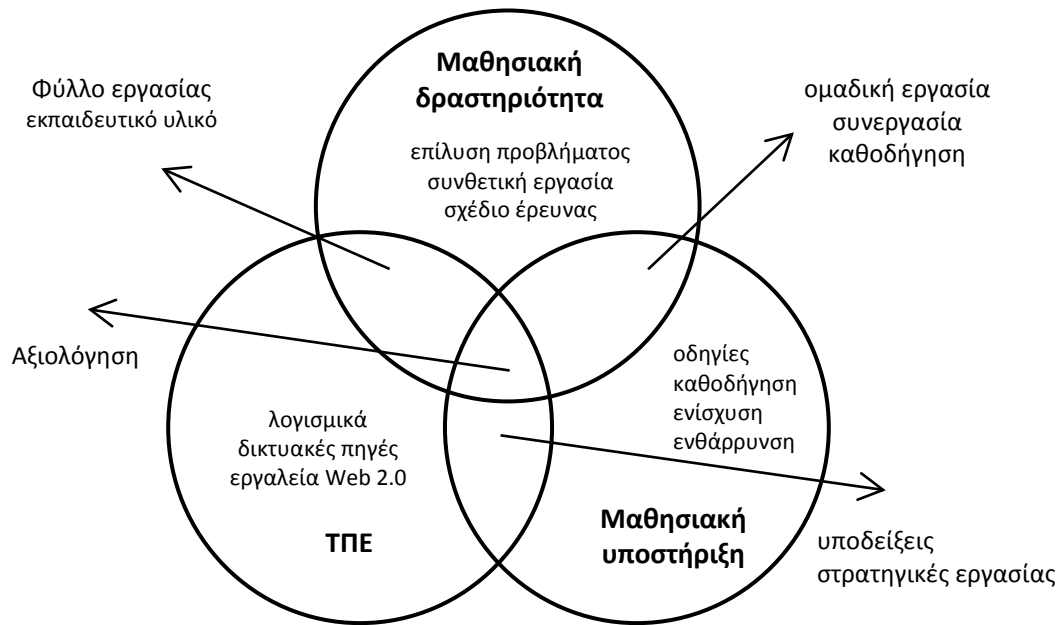 Μαθησιακή
δραστηριότητα
επίλυση προβλήματος
συνθετική εργασία
σχέδιο έρευνας
Φύλλο εργασίας
εκπαιδευτικό υλικό
ομαδική εργασία
συνεργασία
καθοδήγηση
Αξιολόγηση
οδηγίες
καθοδήγηση
ενίσχυση
ενθάρρυνση
λογισμικά
δικτυακές πηγές
εργαλεία Web 2.0
ΤΠΕ
Μαθησιακή
υποστήριξη
υποδείξεις
στρατηγικές εργασίας